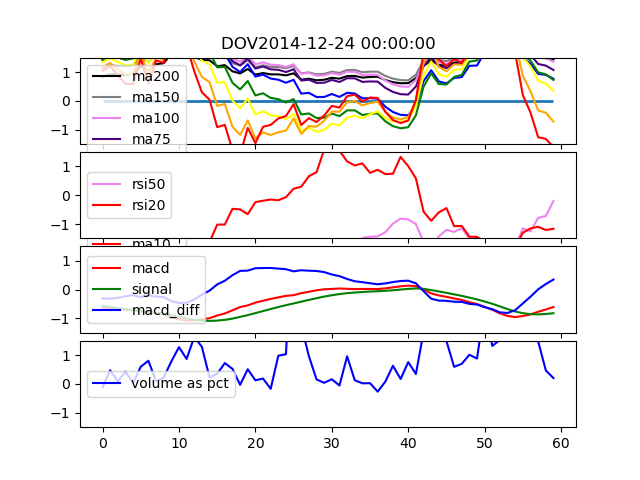 DOV2014-12-24 00:00:00
1
0
−1
ma200
ma150
ma100
ma75
1
0
−1
rsi50
rsi20
ma10
1
0
−1
macd
signal
macd_diff
1
0
−1
volume as pct
0 10 20 30 40 50 60